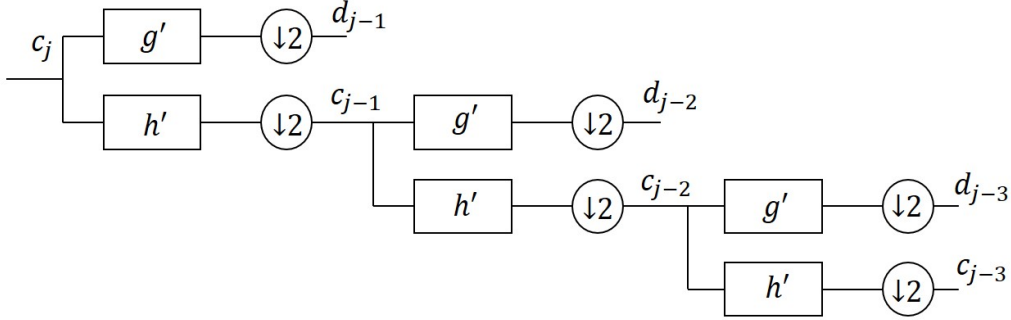 c_j g′ ↓2 d_{j−1}
h′ ↓2 c_{j−1} g′ ↓2 d_{j−2}
h′ ↓2 c_{j−2} g′ ↓2 d_{j−3}
h′ ↓2 c_{j−3}